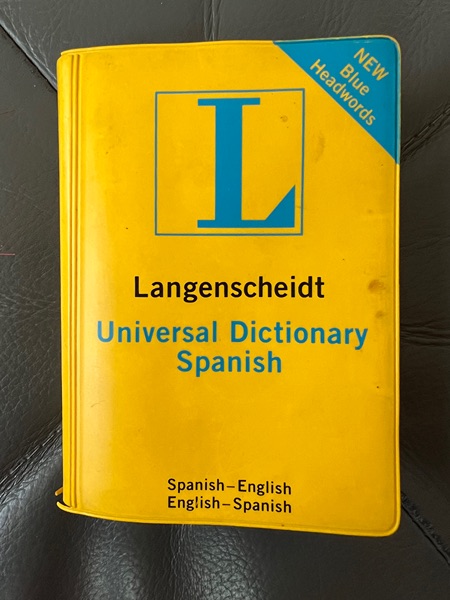 NEW
Blue
Headwords
L
Langenscheidt
Universal Dictionary
Spanish
Spanish–English
English–Spanish